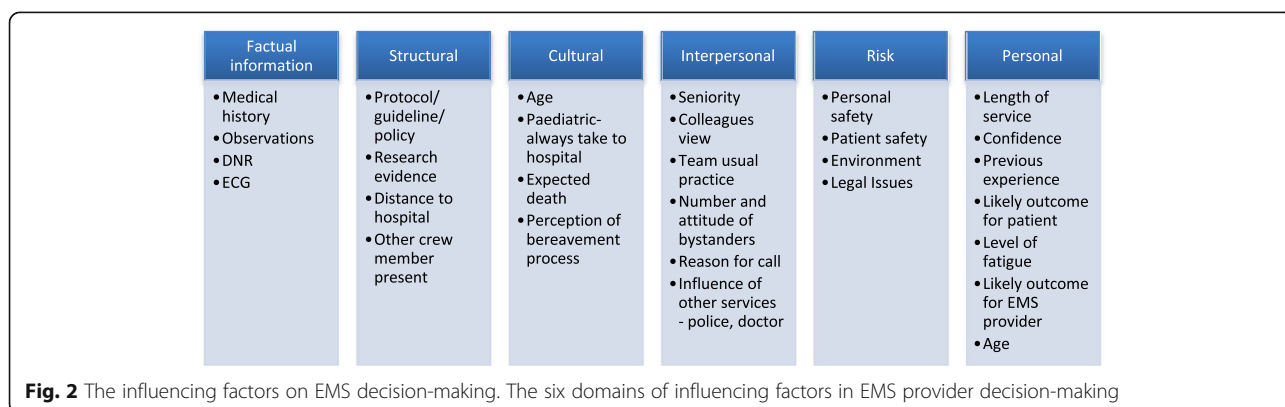 Factual
information
• Medical
history
• Observations
• DNR
• ECG
Structural
• Protocol/
guideline/
policy
• Research
evidence
• Distance to
hospital
• Other crew
member
present
Cultural
• Age
• Paediatric-
always take to
hospital
• Expected
death
• Perception of
bereavement
process
Interpersonal
• Seniority
• Colleagues
view
• Team usual
practice
• Number and
attitude of
bystanders
• Reason for call
• Influence of
other services
- police, doctor
Risk
• Personal
safety
• Patient safety
• Environment
• Legal Issues
Personal
• Length of
service
• Confidence
• Previous
experience
• Likely outcome
for patient
• Level of
fatigue
• Likely outcome
for EMS
provider
• Age
Fig. 2 The influencing factors on EMS decision-making. The six domains of influencing factors in EMS provider decision-making